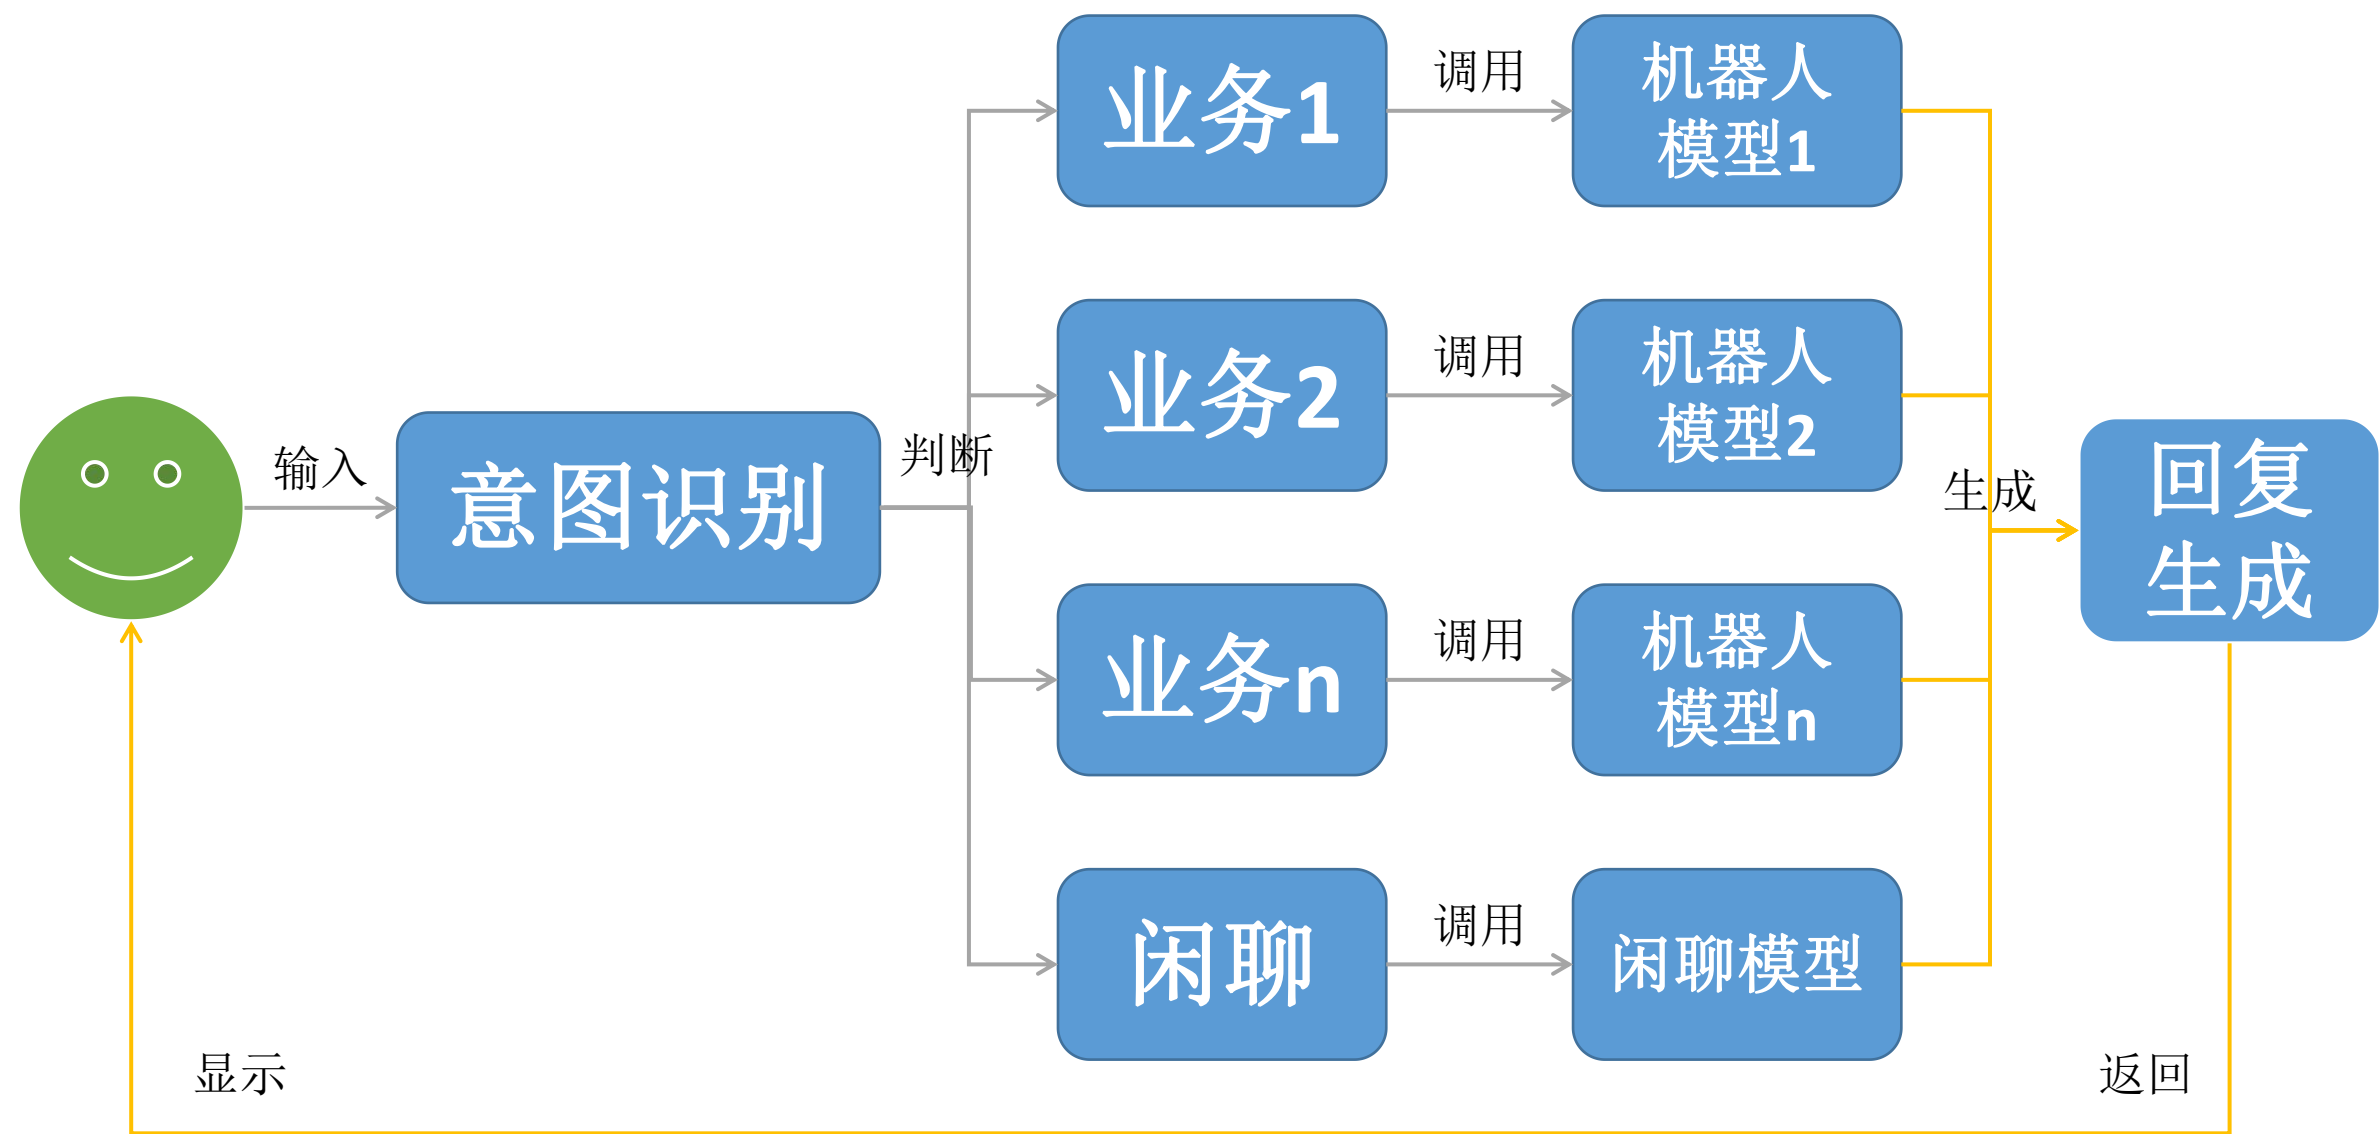 输入
意图识别
判断
业务1
调用
机器人
模型1
业务2
调用
机器人
模型2
业务n
调用
机器人
模型n
闲聊
调用
闲聊模型
生成
回复
生成
返回
显示